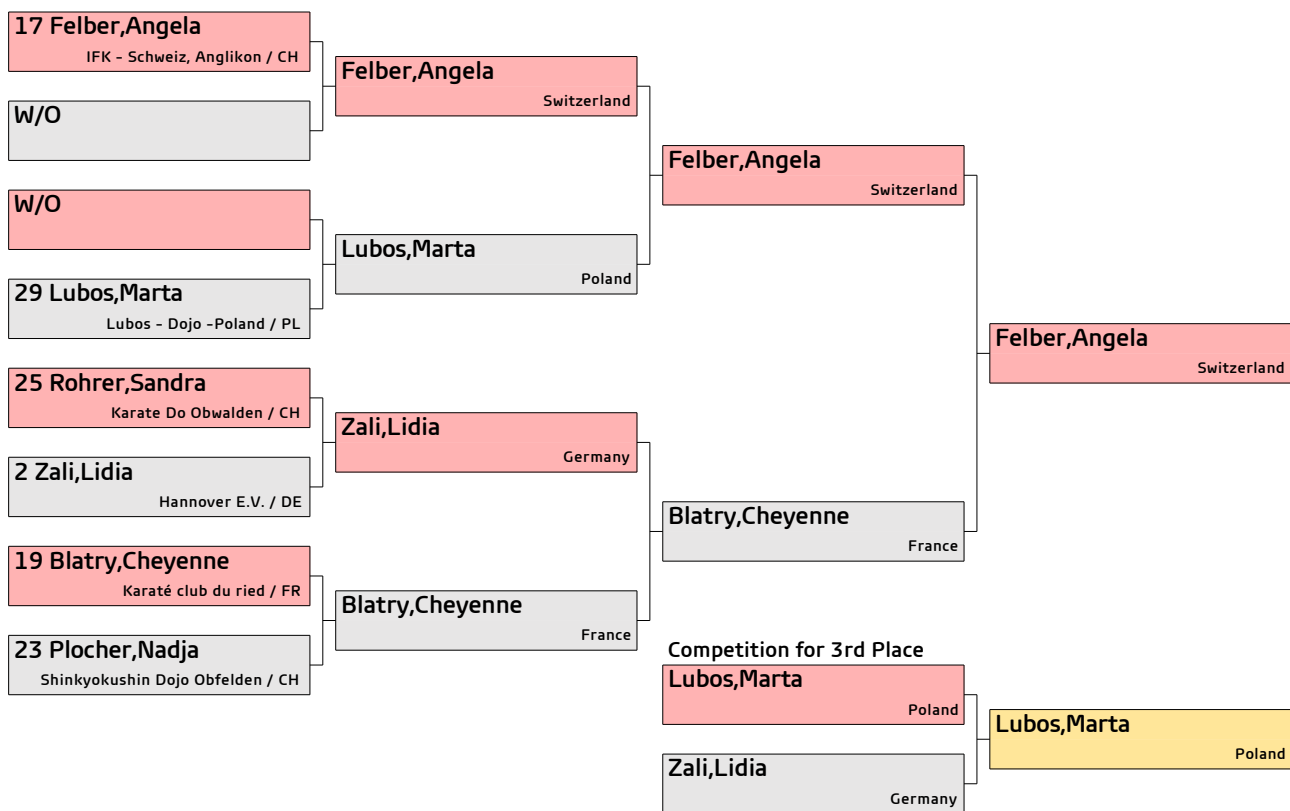 17 Felber,Angela
IFK - Schweiz, Anglikon / CH
W/O
W/O
29 Lubos,Marta
Lubos - Dojo -Poland / PL
25 Rohrer,Sandra
Karate Do Obwalden / CH
2 Zali,Lidia
Hannover E.V. / DE
19 Blatry,Cheyenne
Karaté club du ried / FR
23 Plocher,Nadja
Shinkyokushin Dojo Obfelden / CH
Felber,Angela
Switzerland
Lubos,Marta
Poland
Zali,Lidia
Germany
Blatry,Cheyenne
France
Felber,Angela
Switzerland
Blatry,Cheyenne
France
Felber,Angela
Switzerland
Competition for 3rd Place
Lubos,Marta
Poland
Zali,Lidia
Germany
Lubos,Marta
Poland